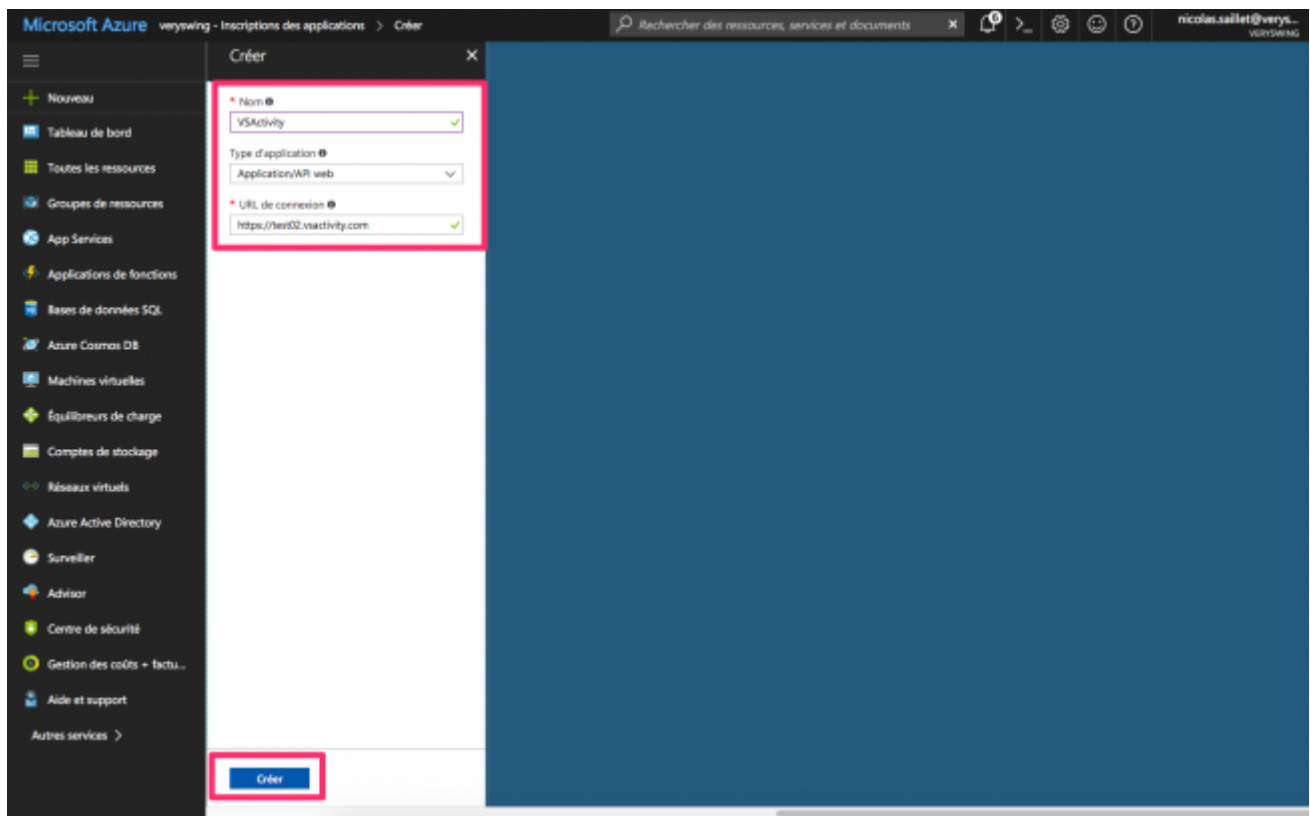 Microsoft Azure veryswing - Inscriptions des applications > Créer
Rechercher des ressources, services et documents
nicolas.saillet@verys...
VERYSWING
Créer
Nouveau
Tableau de bord
Toutes les ressources
Groupes de ressources
App Services
Applications de fonctions
Bases de données SQL
Azure Cosmos DB
Machines virtuelles
Équilibreurs de charge
Comptes de stockage
Réseaux virtuels
Azure Active Directory
Surveiller
Advisor
Centre de sécurité
Gestion des coûts + factu...
Aide et support
Autres services >
* Nom
VSActivity
Type d'application
Application/API web
* URL de connexion
https://test02.vsactivity.com
Créer